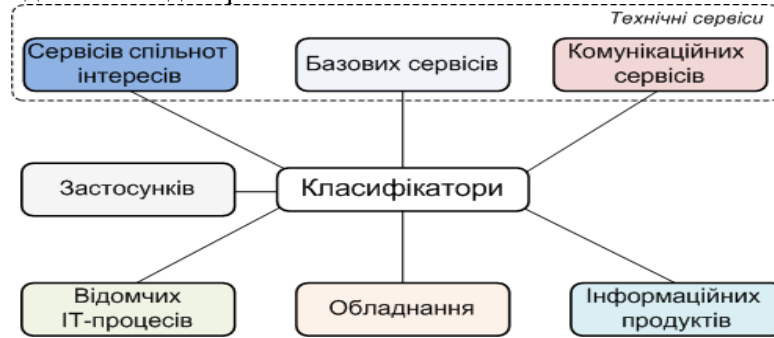 Технічні сервіси
Сервісів спільнот
інтересів
Базових сервісів
Комунікаційних
сервісів
Застосунків
Класифікатори
Відомчих
ІТ-процесів
Обладнання
Інформаційних
продуктів